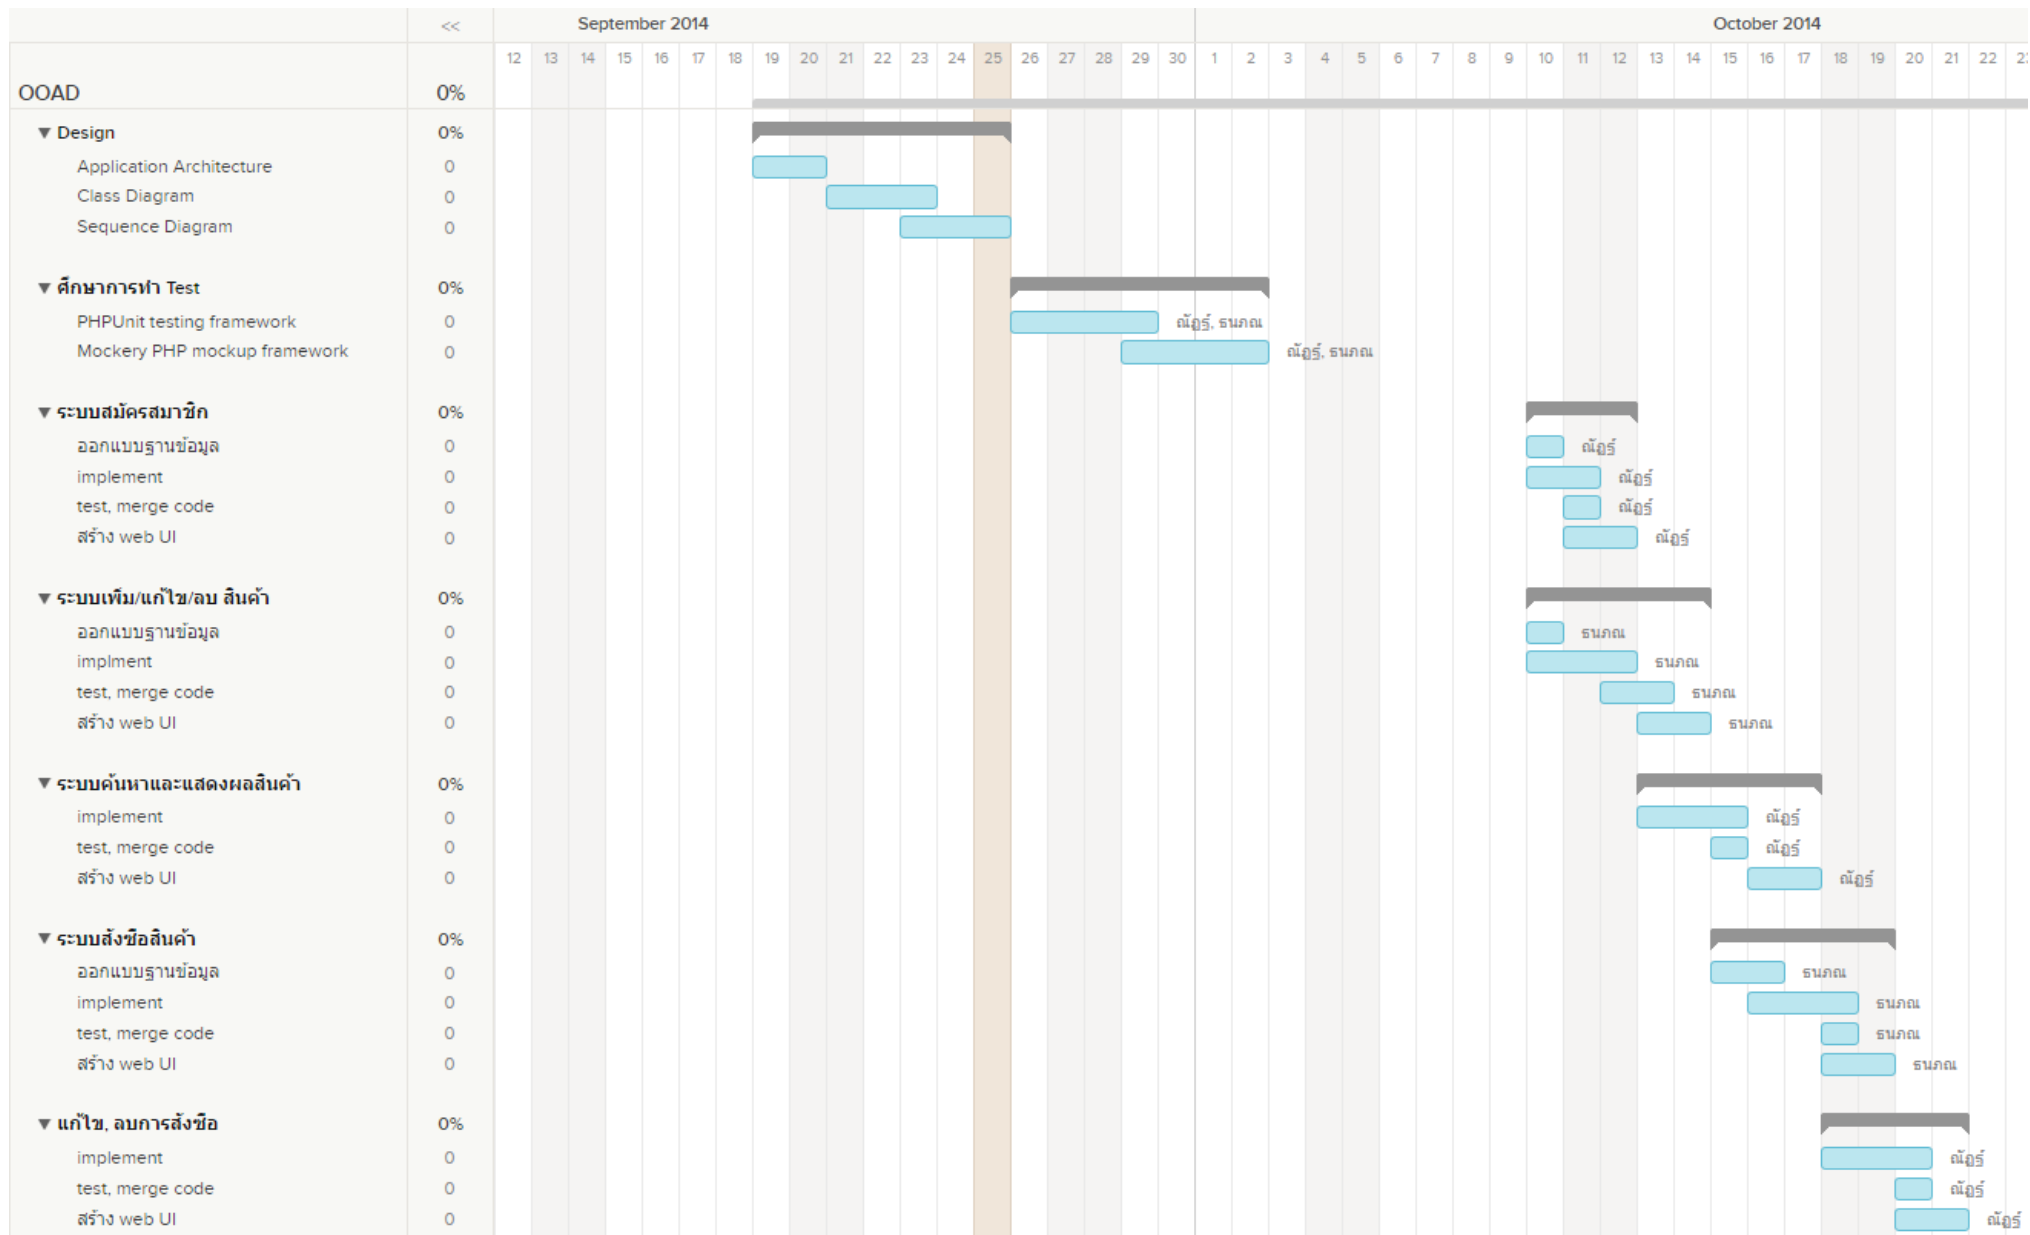 << September 2014 October 2014
12 13 14 15 16 17 18 19 20 21 22 23 24 25 26 27 28 29 30 1 2 3 4 5 6 7 8 9 10 11 12 13 14 15 16 17 18 19 20 21 22
OOAD 0%
▼ Design 0%
Application Architecture 0
Class Diagram 0
Sequence Diagram 0
▼ ศึกษาการทำ Test 0%
PHPUnit testing framework 0 ณัฏฐ์, ธนภณ
Mockery PHP mockup framework 0 ณัฏฐ์, ธนภณ
▼ ระบบสมัครสมาชิก 0%
ออกแบบฐานข้อมูล 0 ณัฏฐ์
implement 0 ณัฏฐ์
test, merge code 0 ณัฏฐ์
สร้าง web UI 0 ณัฏฐ์
▼ ระบบเพิ่ม/แก้ไข/ลบ สินค้า 0%
ออกแบบฐานข้อมูล 0 ธนภณ
implment 0 ธนภณ
test, merge code 0 ธนภณ
สร้าง web UI 0 ธนภณ
▼ ระบบค้นหาและแสดงผลสินค้า 0%
implement 0 ณัฏฐ์
test, merge code 0 ณัฏฐ์
สร้าง web UI 0 ณัฏฐ์
▼ ระบบสั่งซื้อสินค้า 0%
ออกแบบฐานข้อมูล 0 ธนภณ
implement 0 ธนภณ
test, merge code 0 ธนภณ
สร้าง web UI 0 ธนภณ
▼ แก้ไข, ลบการสั่งซื้อ 0%
implement 0 ณัฏฐ์
test, merge code 0 ณัฏฐ์
สร้าง web UI 0 ณัฏฐ์